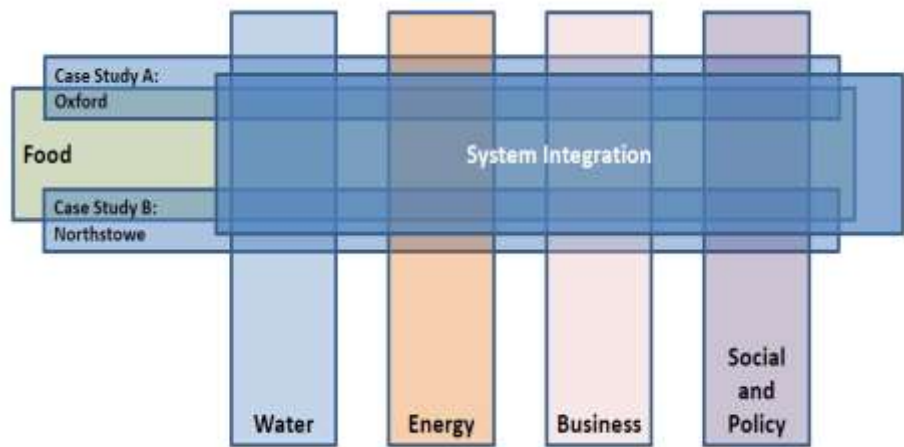 Case Study A:
Oxford
Food
System Integration
Case Study B:
Northstowe
Water
Energy
Business
Social
and
Policy